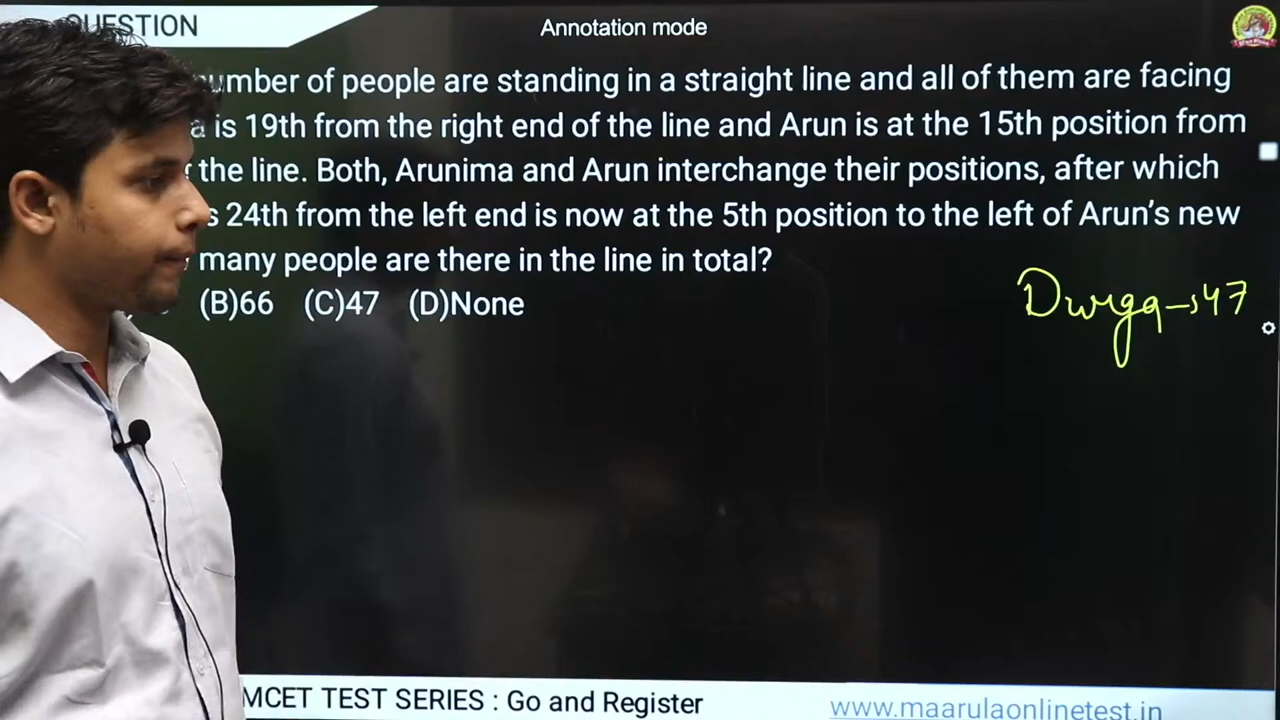 QUESTION
Annotation mode
number of people are standing in a straight line and all of them are facing
a is 19th from the right end of the line and Arun is at the 15th position from
the line. Both, Arunima and Arun interchange their positions, after which
s 24th from the left end is now at the 5th position to the left of Arun's new
many people are there in the line in total?
(B)66 (C)47 (D)None
Durga→47
MCET TEST SERIES : Go and Register
www.maarulaonlinetest.in